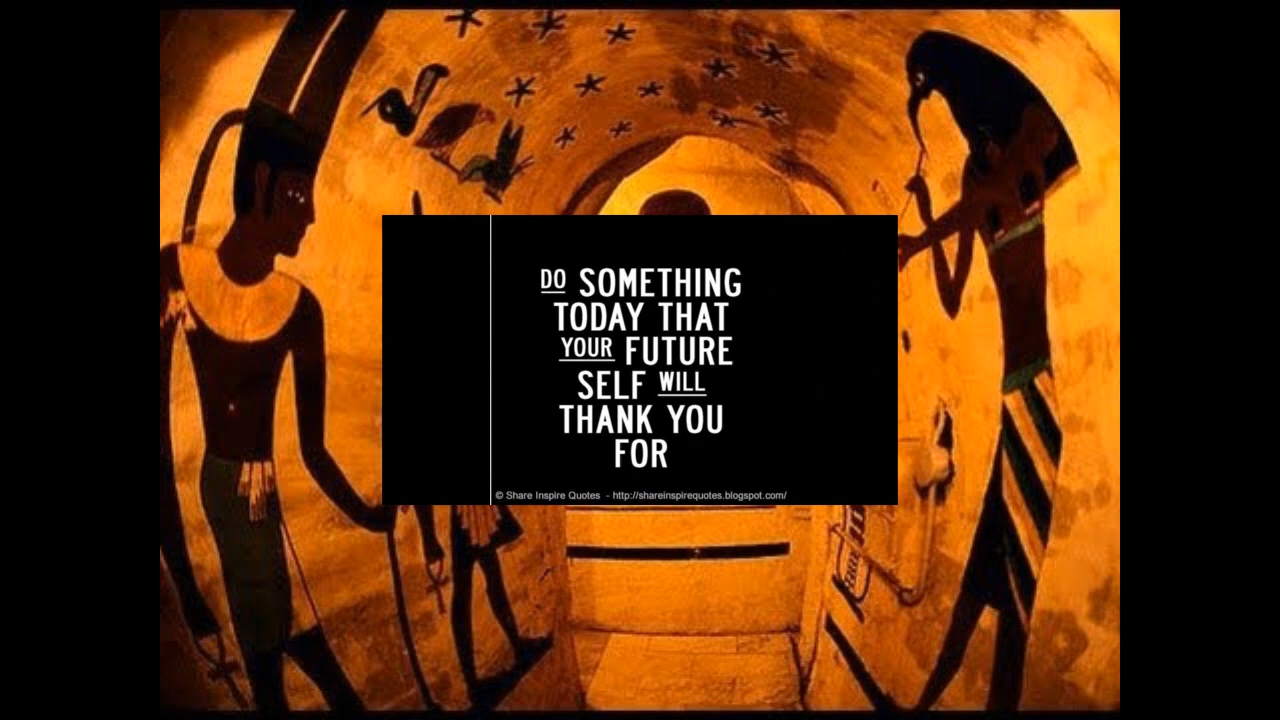 DO SOMETHING
TODAY THAT
YOUR FUTURE
SELF WILL
THANK YOU
FOR
© Share Inspire Quotes - http://shareinspirequotes.blogspot.com/